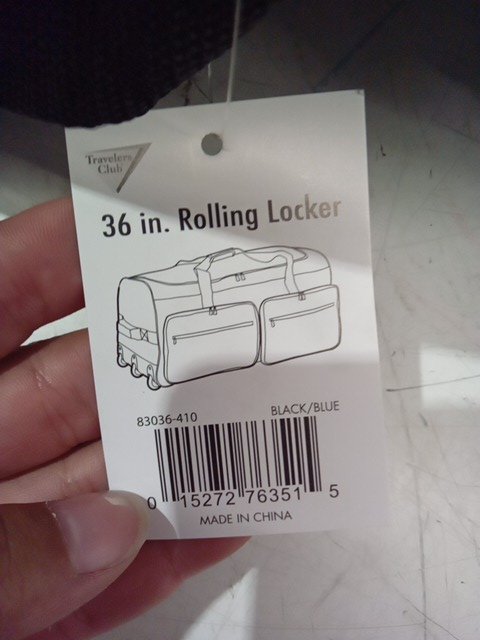 Travelers
Club
36 in. Rolling Locker
83036-410
BLACK/BLUE
0 15272 76351 5
MADE IN CHINA